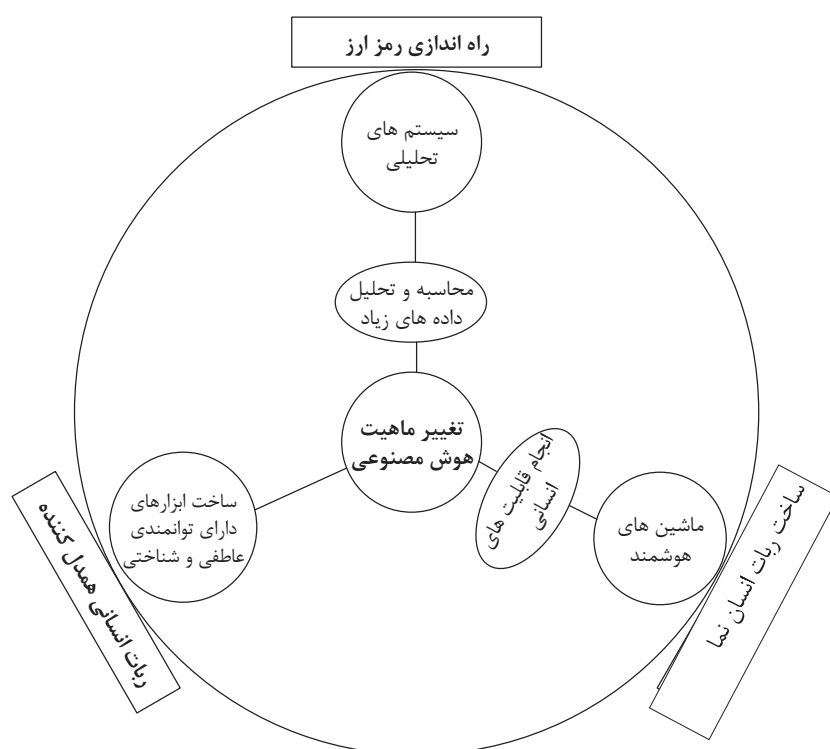 راه اندازی رمز ارز
سیستم های
تحلیلی
محاسبه و تحلیل
داده های زیاد
تغییر ماهیت
هوش مصنوعی
انجام قابلیت های
انسانی
ماشین های
هوشمند
ساخت ربات انسان نما
ساخت ابزارهای
دارای توانمندی
عاطفی و شناختی
ربات انسانی همدل کننده